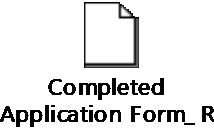 Completed
Application Form_ R